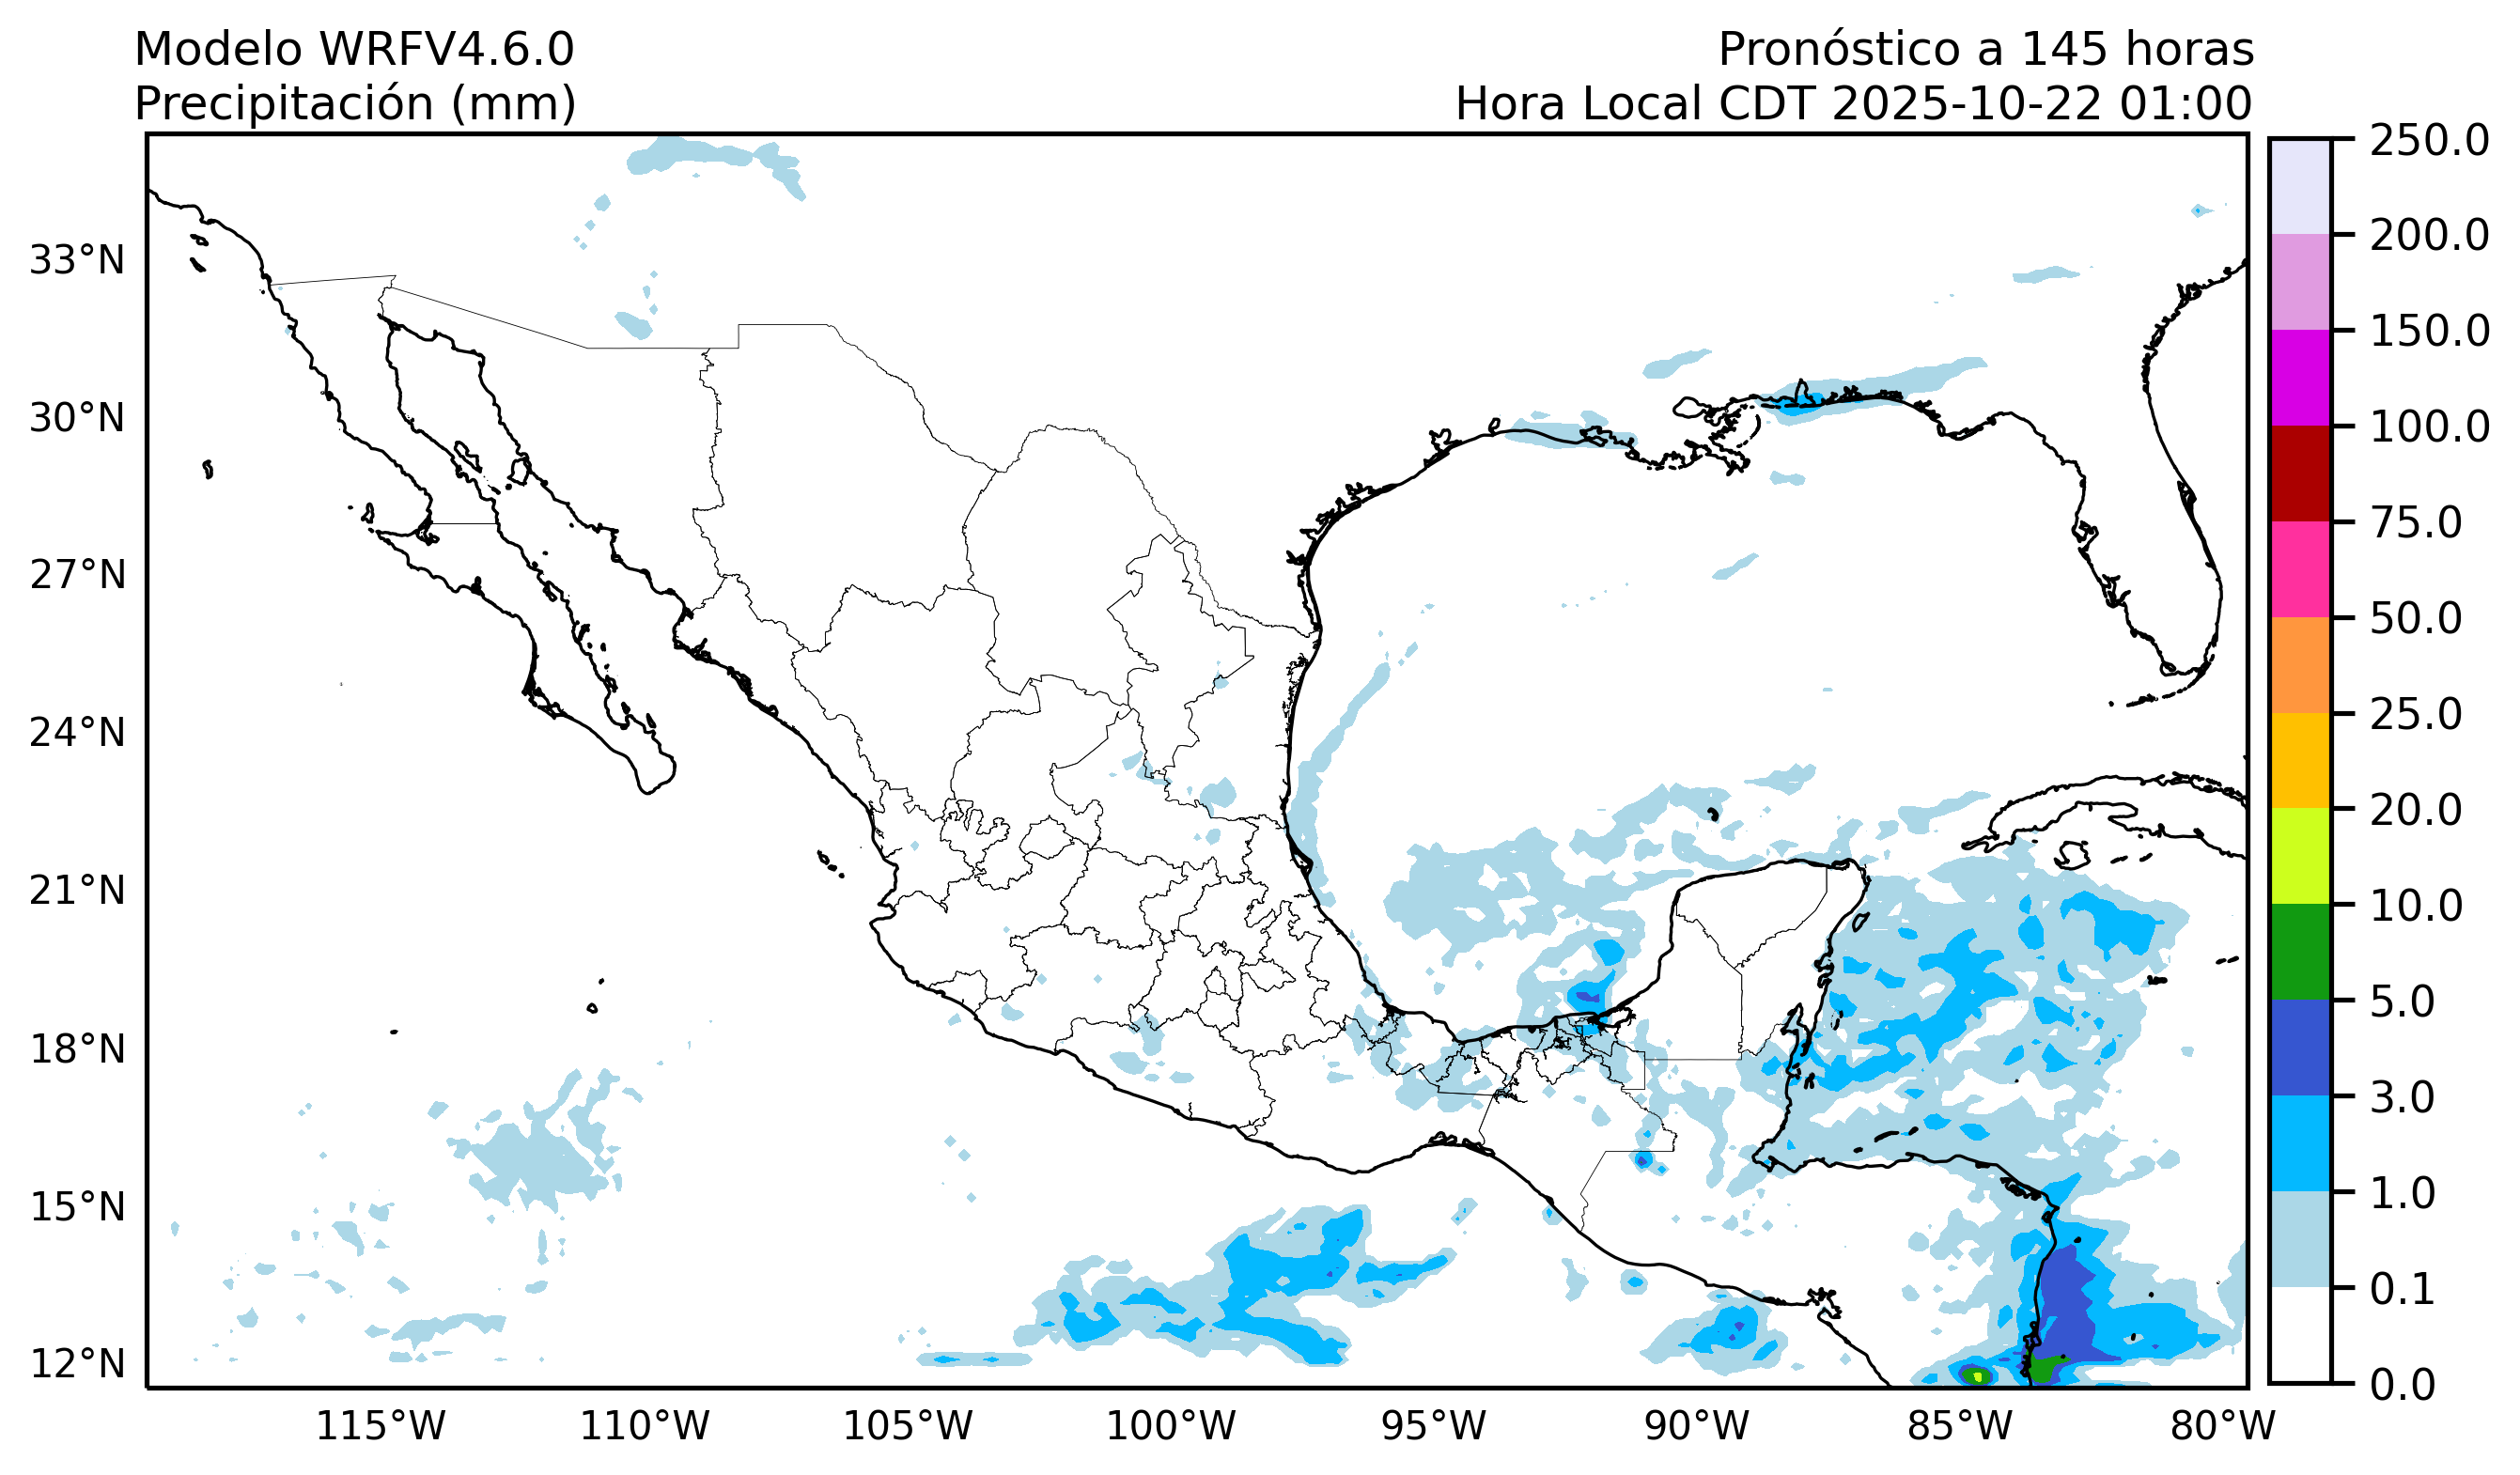 Modelo WRFV4.6.0
Precipitación (mm)
Pronóstico a 145 horas
Hora Local CDT 2025-10-22 01:00
33°N
30°N
27°N
24°N
21°N
18°N
15°N
12°N
115°W
110°W
105°W
100°W
95°W
90°W
85°W
80°W
250.0
200.0
150.0
100.0
75.0
50.0
25.0
20.0
10.0
5.0
3.0
1.0
0.1
0.0